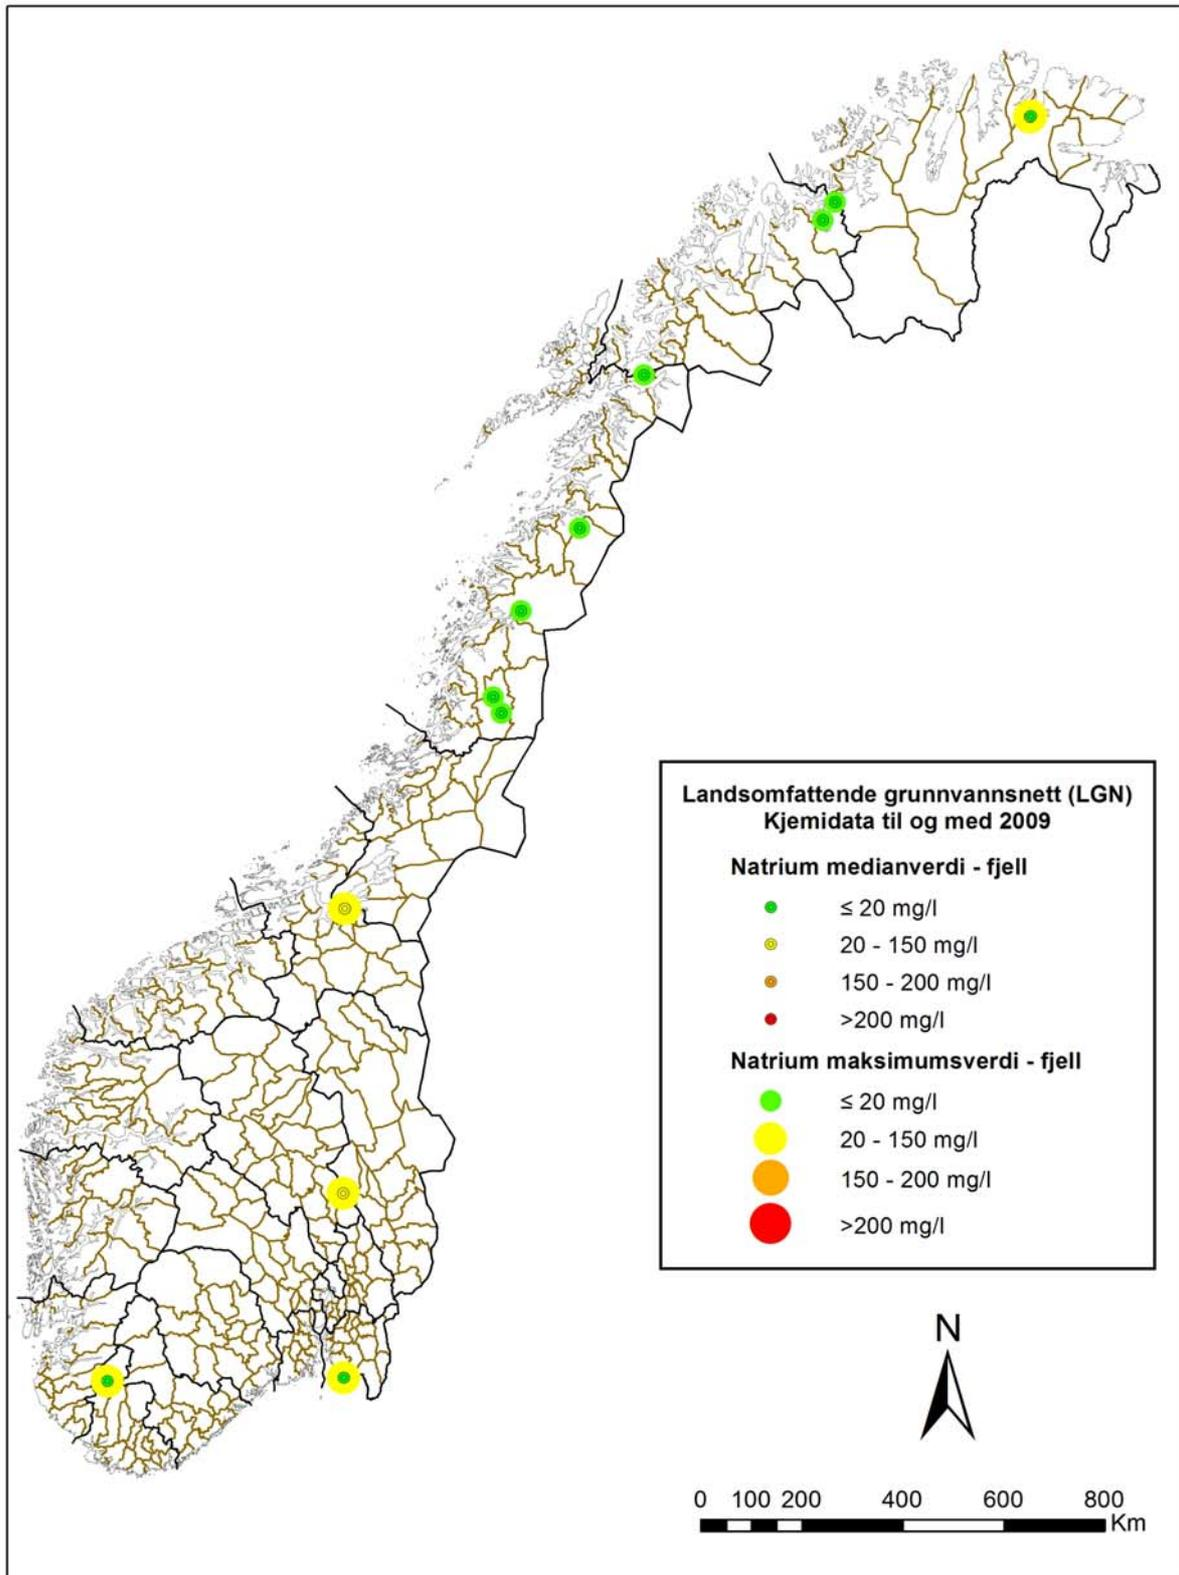 Landsomfattende grunnvannsnett (LGN)
Kjemidata til og med 2009
Natrium medianverdi - fjell
≤ 20 mg/l
20 - 150 mg/l
150 - 200 mg/l
>200 mg/l
Natrium maksimumsverdi - fjell
≤ 20 mg/l
20 - 150 mg/l
150 - 200 mg/l
>200 mg/l
N
0 100 200 400 600 800
Km